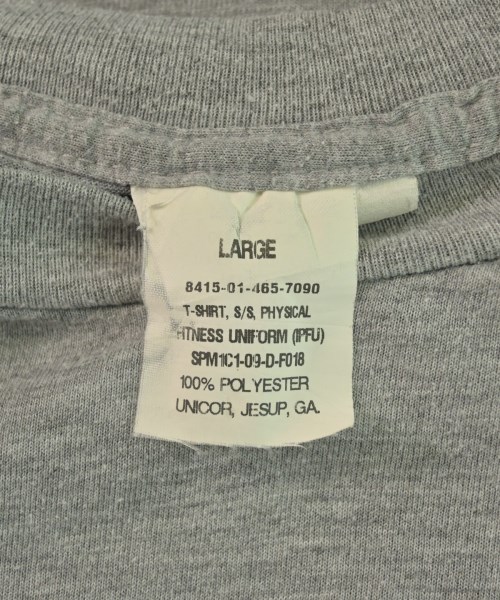 LARGE
8415-01-465-7090
T-SHIRT, S/S, PHYSICAL
FITNESS UNIFORM (IPFU)
SPM1C1-09-D-F018
100% POLYESTER
UNICOR, JESUP, GA.